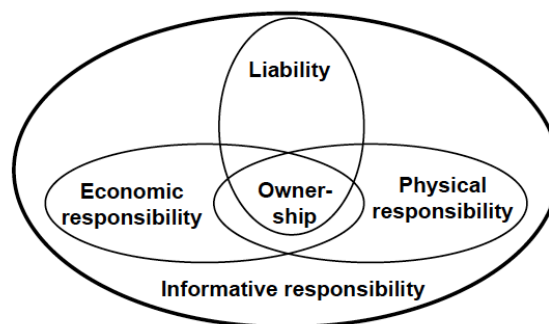 Liability
Economic
responsibility
Owner-
ship
Physical
responsibility
Informative responsibility